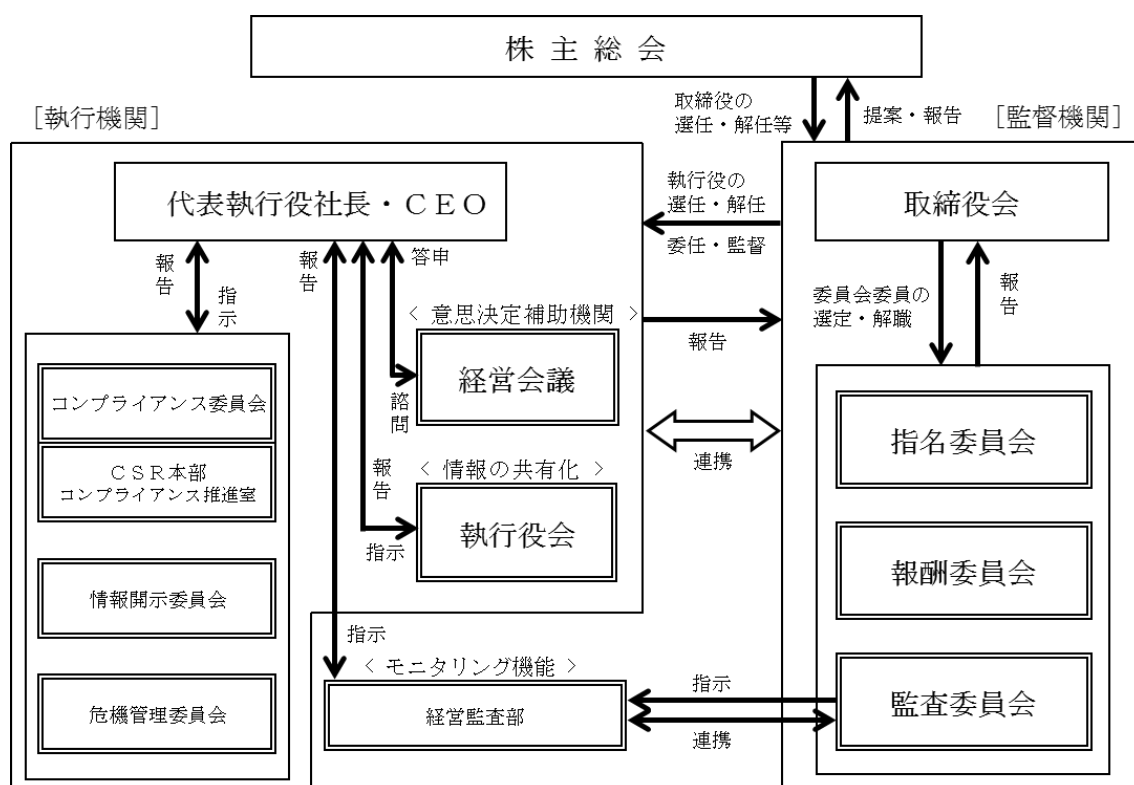 株 主 総 会
[執行機関]
取締役の
選任・解任等
提案・報告
[監督機関]
代表執行役社長・ＣＥＯ
執行役の
選任・解任
委任・監督
取締役会
報告
指示
報告
答申
委員会委員の
選定・解職
報告
< 意思決定補助機関 >
報告
経営会議
諮問
コンプライアンス委員会
ＣＳＲ本部
コンプライアンス推進室
連携
指名委員会
報告
< 情報の共有化 >
執行役会
指示
報酬委員会
情報開示委員会
指示
< モニタリング機能 >
経営監査部
指示
連携
監査委員会
危機管理委員会